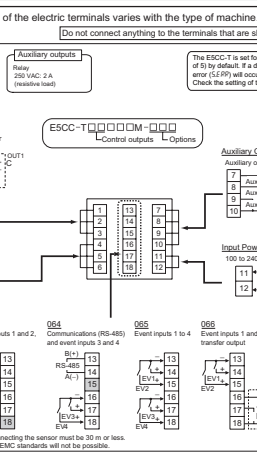 of the electric terminals varies with the type of machine
Do not connect anything to the terminals that are s
Auxiliary outputs
Relay
250 VAC: 2 A
(resistive load)
The E5CC-T is set fo
of 5) by default. If a d
error (S.ERR) will occu
Check the setting of t
E5CC-T□□□□□M-□□□
Control outputs
Options
OUT1
C
Auxiliary O
Auxiliary o
7
8
9
10
Aux
Aux
Aux
1
2
3
4
5
6
13
14
15
16
17
18
7
8
9
10
11
12
Input Pow
100 to 240
11
12
uts 1 and 2,
064
Communications (RS-485)
and event inputs 3 and 4
065
Event inputs 1 to 4
066
Event inputs 1 and
transfer output
13
14
15
16
17
18
B(+)
RS-485
A(−)
EV3+
EV4
13
14
15
16
17
18
EV1+
EV2
EV3+
EV4
13
14
15
16
17
18
EV1+
EV2
13
14
15
16
17
18
necting the sensor must be 30 m or less.
EMC standards will not be possible.